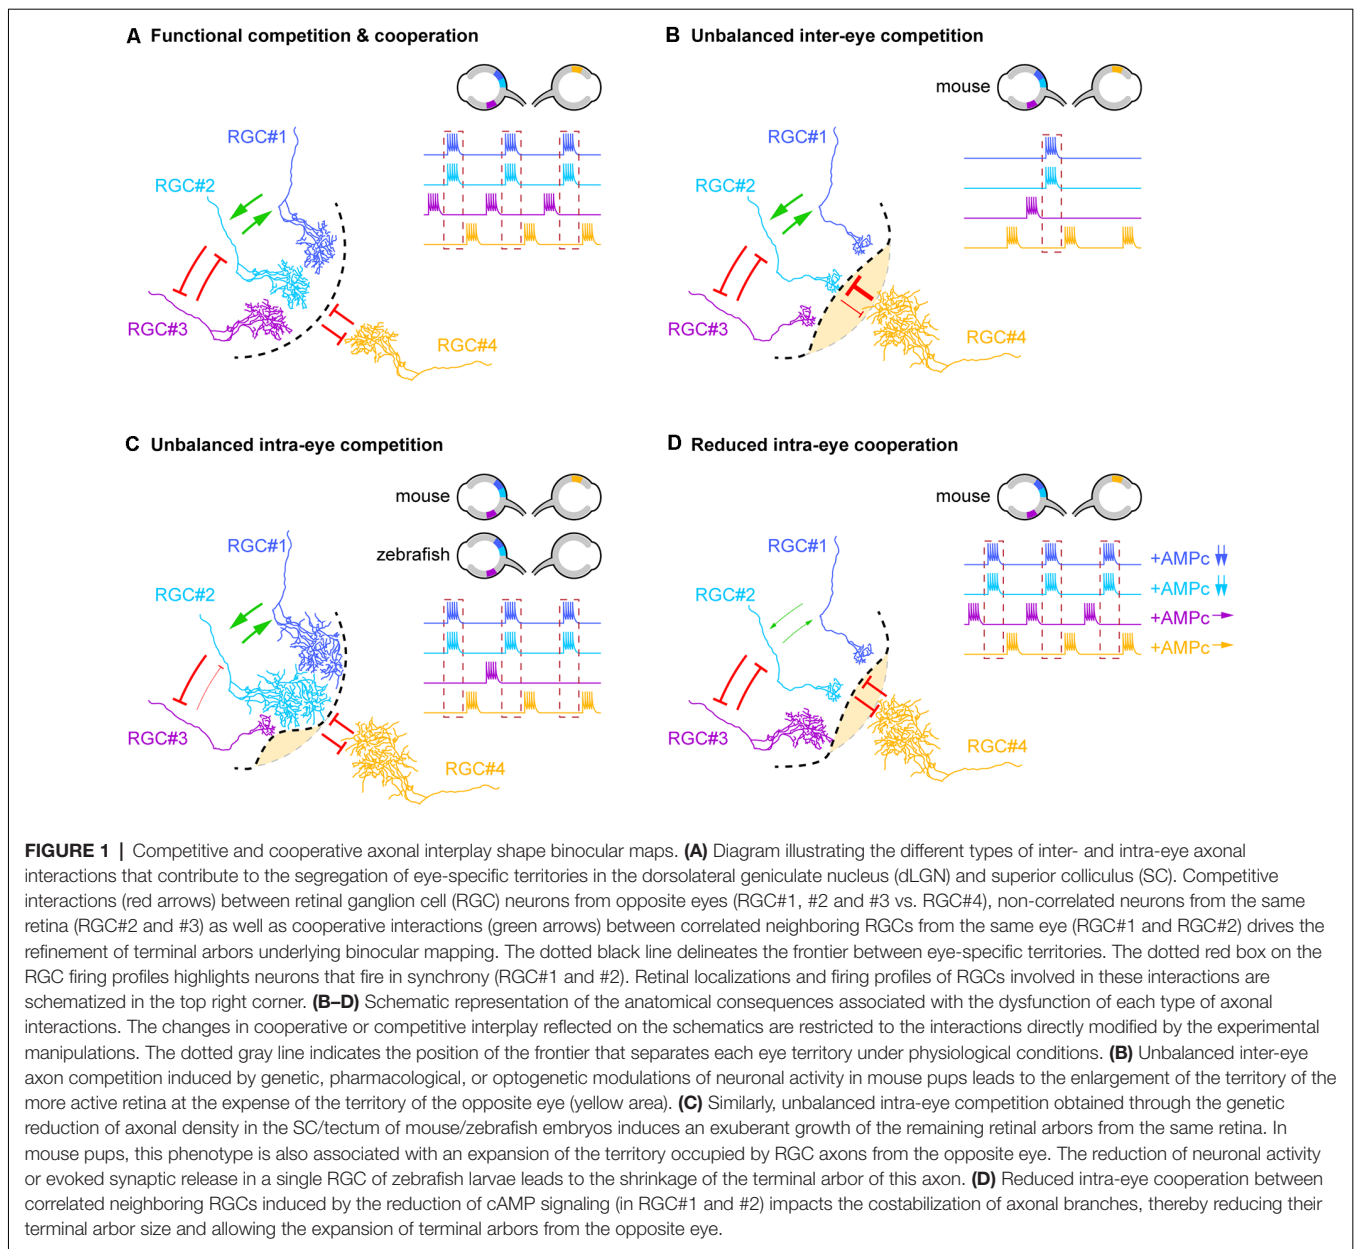 A Functional competition & cooperation
RGC#1
RGC#2
RGC#3
RGC#4
B Unbalanced inter-eye competition
mouse
RGC#1
RGC#2
RGC#3
RGC#4
C Unbalanced intra-eye competition
mouse
zebrafish
RGC#1
RGC#2
RGC#3
RGC#4
D Reduced intra-eye cooperation
mouse
RGC#1
RGC#2
RGC#3
RGC#4
+AMPc
+AMPc
+AMPc
+AMPc
FIGURE 1 | Competitive and cooperative axonal interplay shape binocular maps. (A) Diagram illustrating the different types of inter- and intra-eye axonal
interactions that contribute to the segregation of eye-specific territories in the dorsolateral geniculate nucleus (dLGN) and superior colliculus (SC). Competitive
interactions (red arrows) between retinal ganglion cell (RGC) neurons from opposite eyes (RGC#1, #2 and #3 vs. RGC#4), non-correlated neurons from the same
retina (RGC#2 and #3) as well as cooperative interactions (green arrows) between correlated neighboring RGCs from the same eye (RGC#1 and RGC#2) drives the
refinement of terminal arbors underlying binocular mapping. The dotted black line delineates the frontier between eye-specific territories. The dotted red box on the
RGC firing profiles highlights neurons that fire in synchrony (RGC#1 and #2). Retinal localizations and firing profiles of RGCs involved in these interactions are
schematized in the top right corner. (B–D) Schematic representation of the anatomical consequences associated with the dysfunction of each type of axonal
interactions. The changes in cooperative or competitive interplay reflected on the schematics are restricted to the interactions directly modified by the experimental
manipulations. The dotted gray line indicates the position of the frontier that separates each eye territory under physiological conditions. (B) Unbalanced inter-eye
axon competition induced by genetic, pharmacological, or optogenetic modulations of neuronal activity in mouse pups leads to the enlargement of the territory of the
more active retina at the expense of the territory of the opposite eye (yellow area). (C) Similarly, unbalanced intra-eye competition obtained through the genetic
reduction of axonal density in the SC/tectum of mouse/zebrafish embryos induces an exuberant growth of the remaining retinal arbors from the same retina. In
mouse pups, this phenotype is also associated with an expansion of the territory occupied by RGC axons from the opposite eye. The reduction of neuronal activity
or evoked synaptic release in a single RGC of zebrafish larvae leads to the shrinkage of the terminal arbor of this axon. (D) Reduced intra-eye cooperation between
correlated neighboring RGCs induced by the reduction of cAMP signaling (in RGC#1 and #2) impacts the costabilization of axonal branches, thereby reducing their
terminal arbor size and allowing the expansion of terminal arbors from the opposite eye.